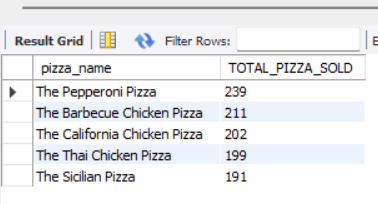 Result Grid Filter Rows: E
pizza_name TOTAL_PIZZA_SOLD
The Pepperoni Pizza 239
The Barbecue Chicken Pizza 211
The California Chicken Pizza 202
The Thai Chicken Pizza 199
The Sicilian Pizza 191